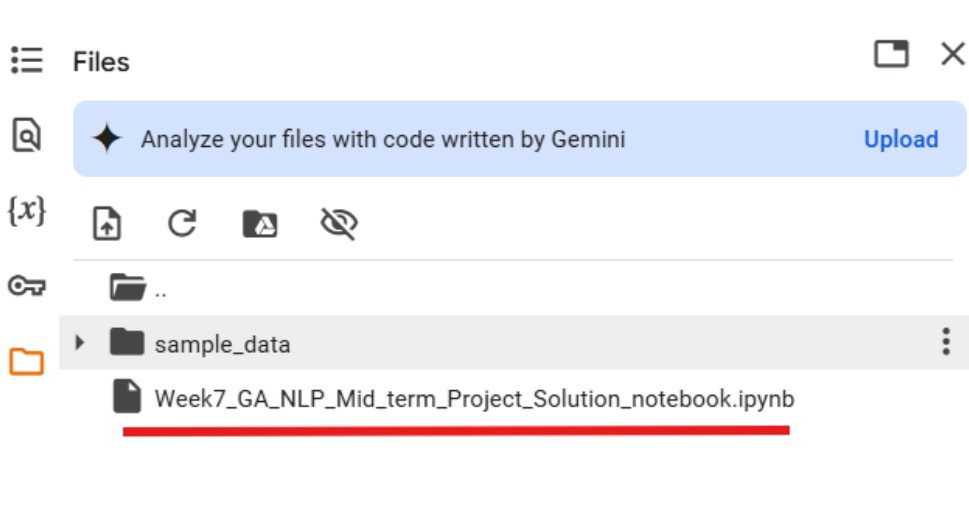 Files
Analyze your files with code written by Gemini Upload
{x}
..
sample_data
Week7_GA_NLP_Mid_term_Project_Solution_notebook.ipynb